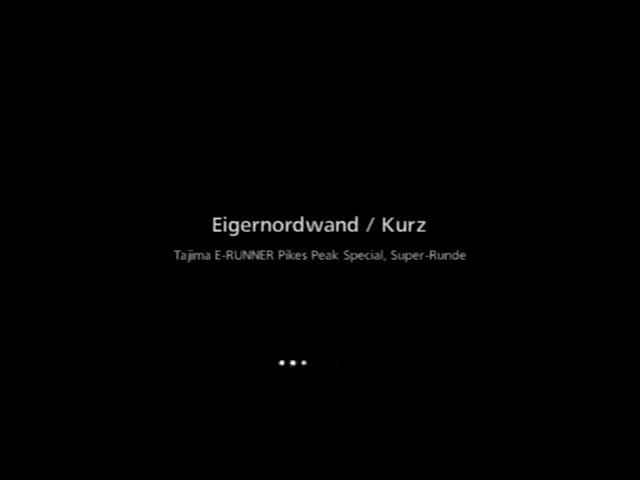 Eigernordwand / Kurz
Tajima E-RUNNER Pikes Peak Special, Super-Runde